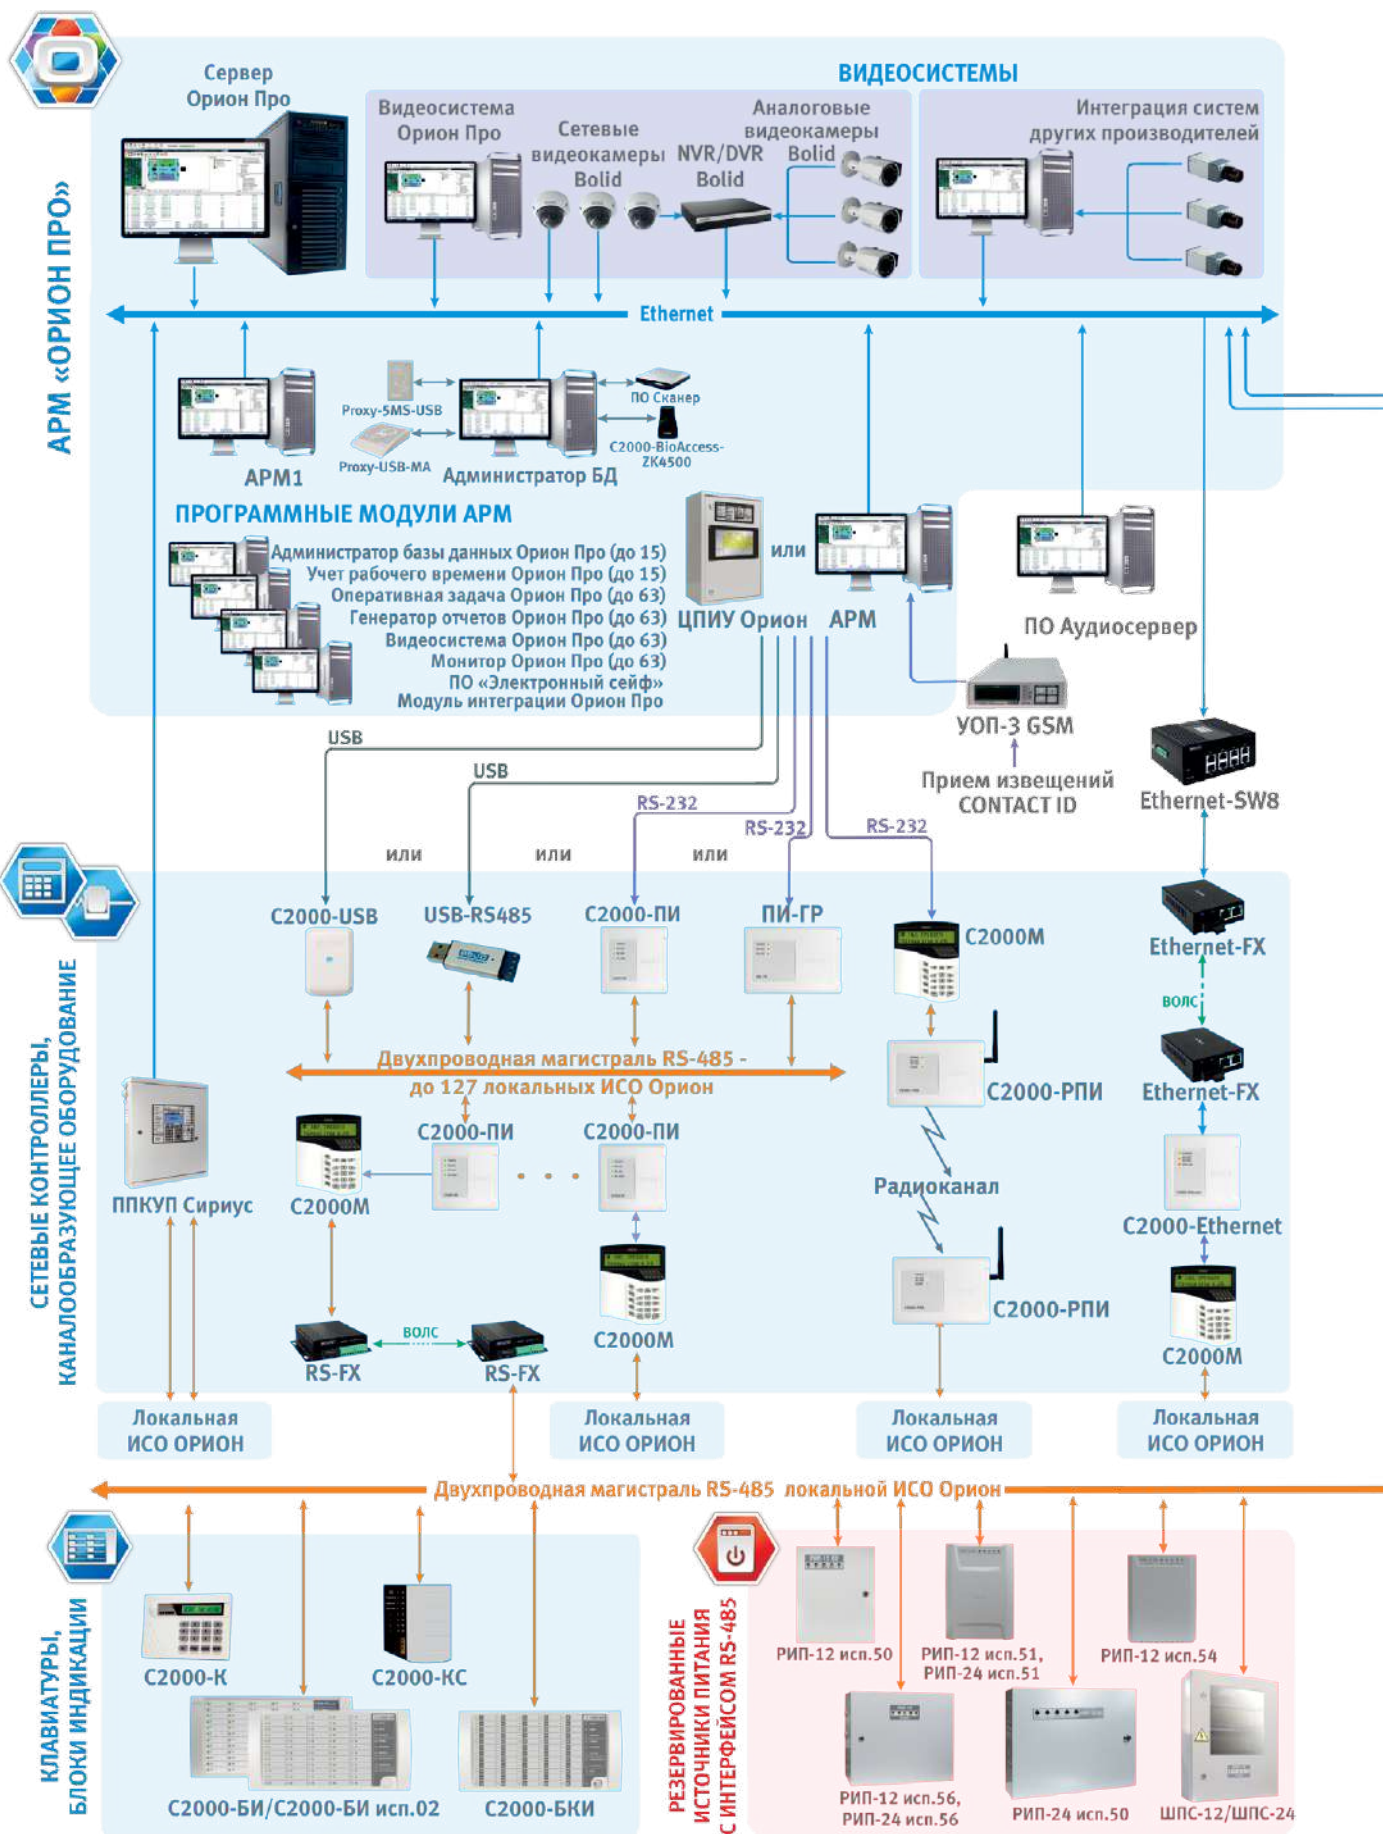 АРМ «ОРИОН ПРО»
Сервер
Орион Про
ВИДЕОСИСТЕМЫ
Видеосистема
Орион Про
Сетевые
видеокамеры
Bolid
NVR/DVR
Bolid
Аналоговые
видеокамеры
Bolid
Интеграция систем
других производителей
Ethernet
АРМ1
Proxy-5MS-USB
Proxy-USB-MA
Администратор БД
ПО Сканер
C2000-BioAccess-
ZK4500
ПРОГРАММНЫЕ МОДУЛИ АРМ
Администратор базы данных Орион Про (до 15)
Учет рабочего времени Орион Про (до 15)
Оперативная задача Орион Про (до 63)
Генератор отчетов Орион Про (до 63)
Видеосистема Орион Про (до 63)
Монитор Орион Про (до 63)
ПО «Электронный сейф»
Модуль интеграции Орион Про
ЦПИУ Орион
или
АРМ
ПО Аудиосервер
УОП-3 GSM
Прием извещений
CONTACT ID
Ethernet-SW8
USB
USB
RS-232
RS-232
RS-232
или
или
или
СЕТЕВЫЕ КОНТРОЛЛЕРЫ,
КАНАЛООБРАЗУЮЩЕЕ ОБОРУДОВАНИЕ
С2000-USB
USB-RS485
С2000-ПИ
ПИ-ГР
С2000М
Ethernet-FX
ВОЛС
Ethernet-FX
Двухпроводная магистраль RS-485 -
до 127 локальных ИСО Орион
С2000-РПИ
Радиоканал
С2000-РПИ
С2000-Ethernet
С2000М
ППКУП Сириус
С2000М
С2000-ПИ
С2000-ПИ
С2000М
RS-FX
ВОЛС
RS-FX
Локальная
ИСО ОРИОН
Локальная
ИСО ОРИОН
Локальная
ИСО ОРИОН
Локальная
ИСО ОРИОН
Двухпроводная магистраль RS-485 локальной ИСО Орион
КЛАВИАТУРЫ,
БЛОКИ ИНДИКАЦИИ
С2000-К
С2000-КС
С2000-БИ/С2000-БИ исп.02
С2000-БКИ
РЕЗЕРВИРОВАННЫЕ
ИСТОЧНИКИ ПИТАНИЯ
С ИНТЕРФЕЙСОМ RS-485
РИП-12 исп.50
РИП-12 исп.51,
РИП-24 исп.51
РИП-12 исп.54
РИП-12 исп.56,
РИП-24 исп.56
РИП-24 исп.50
ШПС-12/ШПС-24